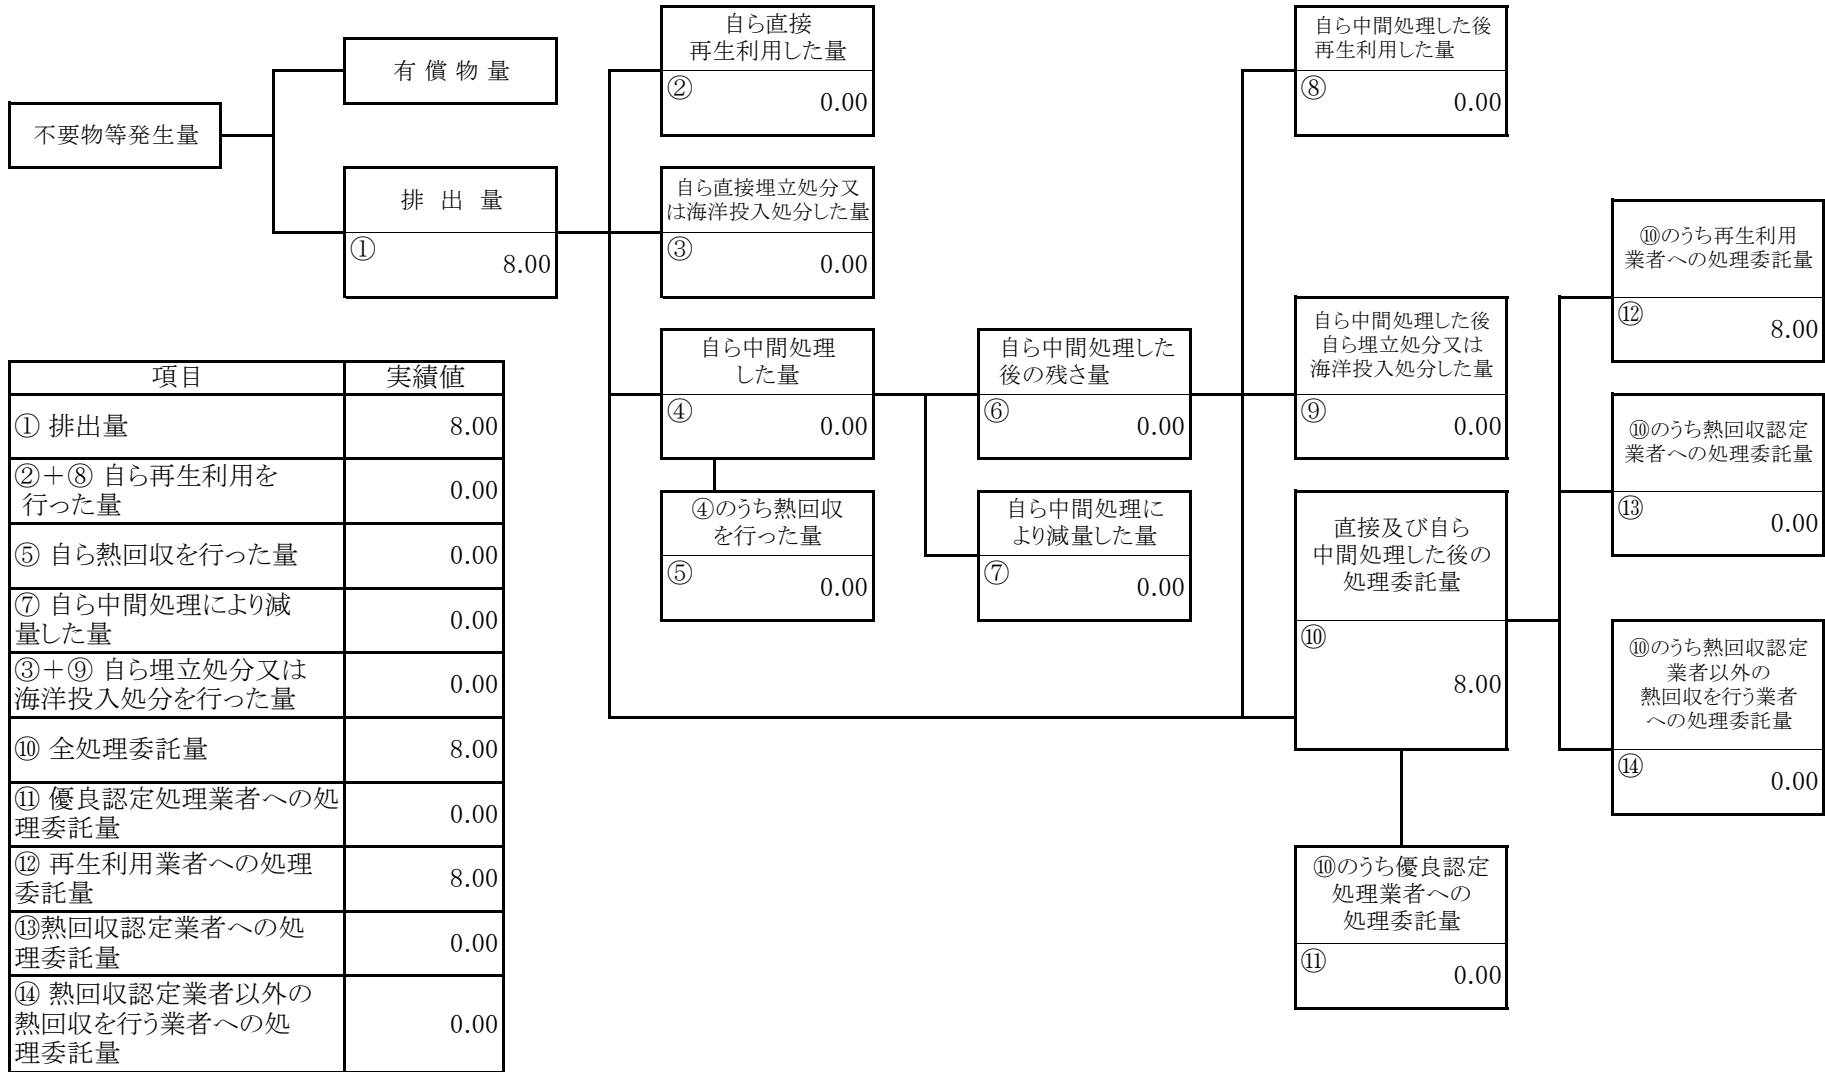 不要物等発生量
有 償 物 量
排 出 量
①
8.00
自ら直接
再生利用した量
②
0.00
自ら直接埋立処分又
は海洋投入処分した量
③
0.00
自ら中間処理
した量
④
0.00
④のうち熱回収
を行った量
⑤
0.00
自ら中間処理した
後の残さ量
⑥
0.00
自ら中間処理に
より減量した量
⑦
0.00
自ら中間処理した後
再生利用した量
⑧
0.00
自ら中間処理した後
自ら埋立処分又は
海洋投入処分した量
⑨
0.00
直接及び自ら
中間処理した後の
処理委託量
⑩
8.00
⑩のうち優良認定
処理業者への
処理委託量
⑪
0.00
⑩のうち再生利用
業者への処理委託量
⑫
8.00
⑩のうち熱回収認定
業者への処理委託量
⑬
0.00
⑩のうち熱回収認定
業者以外の
熱回収を行う業者
への処理委託量
⑭
0.00
項目 実績値
① 排出量 8.00
②＋⑧ 自ら再生利用を
行った量 0.00
⑤ 自ら熱回収を行った量 0.00
⑦ 自ら中間処理により減
量した量 0.00
③＋⑨ 自ら埋立処分又は
海洋投入処分を行った量 0.00
⑩ 全処理委託量 8.00
⑪ 優良認定処理業者への処
理委託量 0.00
⑫ 再生利用業者への処理
委託量 8.00
⑬熱回収認定業者への処
理委託量 0.00
⑭ 熱回収認定業者以外の
熱回収を行う業者への処
理委託量 0.00